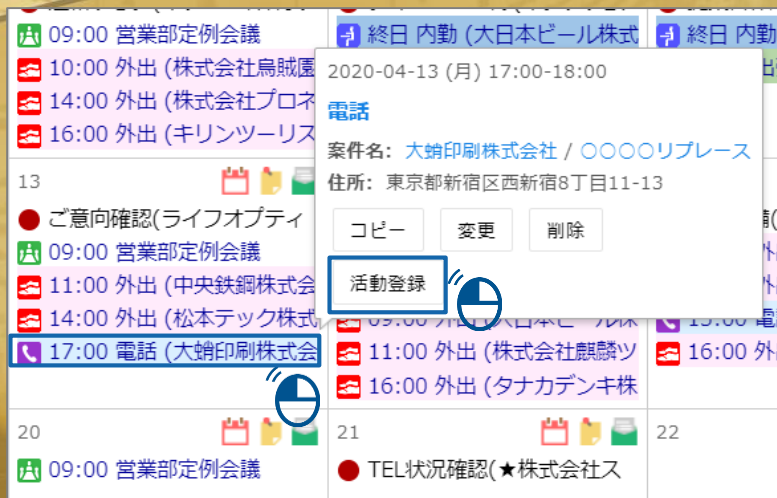 09:00 営業部定例会議
10:00 外出 (株式会社烏賊園
14:00 外出 (株式会社プロネ
16:00 外出 (キリンツーリス
終日 内勤 (大日本ビール株式
終日 内勤
2020-04-13 (月) 17:00-18:00
電話
案件名: 大蛸印刷株式会社 / 〇〇〇〇リプレース
住所: 東京都新宿区西新宿8丁目11-13
コピー 変更 削除
活動登録
13
ご意向確認(ライフオプティ
09:00 営業部定例会議
11:00 外出 (中央鉄鋼株式会
14:00 外出 (松本テック株式
17:00 電話 (大蛸印刷株式会
11:00 外出 (株式会社麒麟ツ
16:00 外出 (タナカデンキ株
16:00 外
20
09:00 営業部定例会議
21
TEL状況確認(★株式会社ス
22